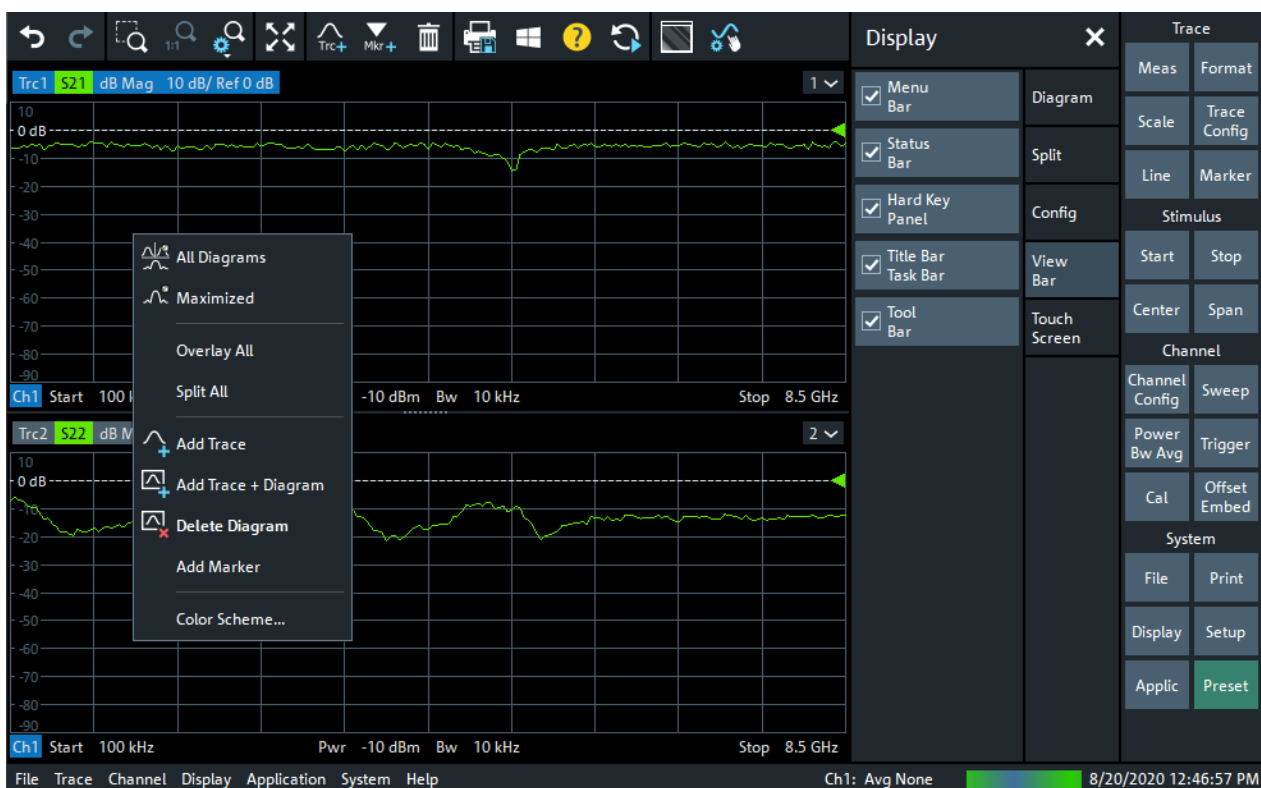 1:1 Trc+ Mkr+ ?
Trc1 S21 dB Mag 10 dB/ Ref 0 dB 1
10
0 dB
-10
-20
-30
-40
-50
-60
-70
-80
-90
Ch1 Start 100 k -10 dBm Bw 10 kHz Stop 8.5 GHz
All Diagrams
Maximized
Overlay All
Split All
Add Trace
Add Trace + Diagram
Delete Diagram
Add Marker
Color Scheme...
Trc2 S22 dB M 2
10
0 dB
-10
-20
-30
-40
-50
-60
-70
-80
-90
Ch1 Start 100 kHz Pwr -10 dBm Bw 10 kHz Stop 8.5 GHz
Display
Menu
Bar
Status
Bar
Hard Key
Panel
Title Bar
Task Bar
Tool
Bar
Diagram
Split
Config
View
Bar
Touch
Screen
Trace
Meas Format
Scale Trace
Config
Line Marker
Stimulus
Start Stop
Center Span
Channel
Channel
Config Sweep
Power
Bw Avg Trigger
Cal Offset
Embed
System
File Print
Display Setup
Applic Preset
File Trace Channel Display Application System Help Ch1: Avg None 8/20/2020 12:46:57 PM